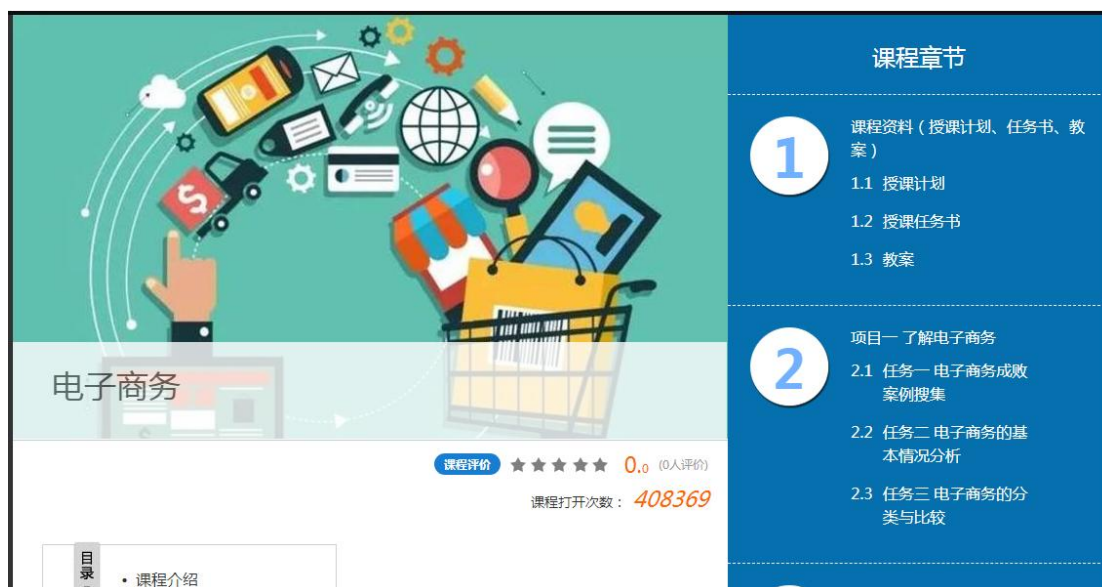 电子商务
课程评价 0.0 (0人评价)
课程打开次数： 408369
目
录
• 课程介绍
课程章节
1
课程资料（授课计划、任务书、教
案）
1.1 授课计划
1.2 授课任务书
1.3 教案
2
项目一 了解电子商务
2.1 任务一 电子商务成败
案例搜集
2.2 任务二 电子商务的基
本情况分析
2.3 任务三 电子商务的分
类与比较